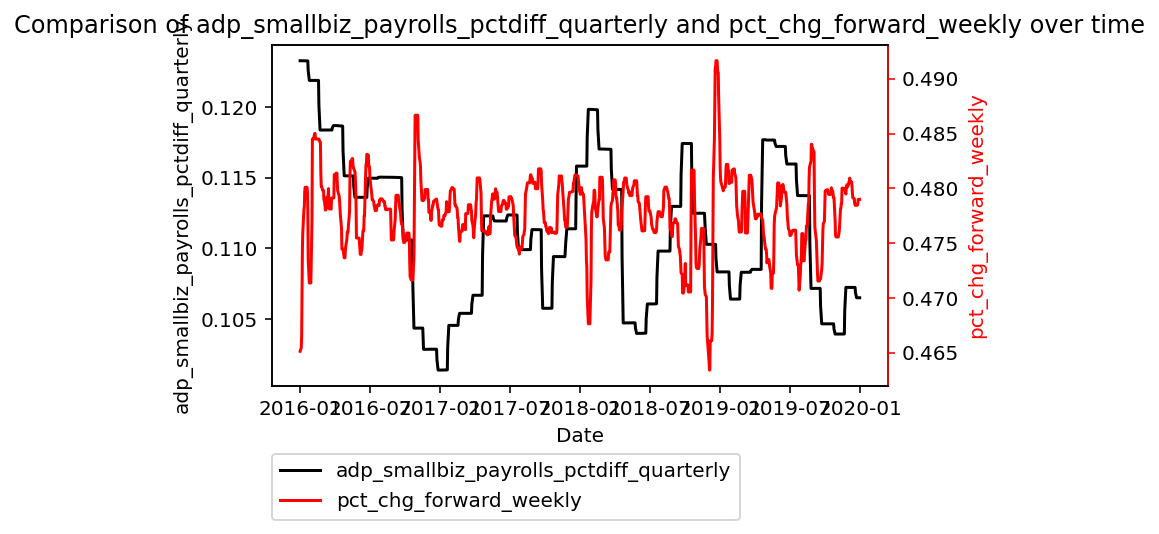 Comparison of adp_smallbiz_payrolls_pctdiff_quarterly and pct_chg_forward_weekly over time
adp_smallbiz_payrolls_pctdiff_quarterly
0.120
0.115
0.110
0.105
0.490
0.485
0.480
0.475
0.470
0.465
pct_chg_forward_weekly
2016-01 2016-07 2017-01 2017-07 2018-01 2018-07 2019-01 2019-07 2020-01
Date
adp_smallbiz_payrolls_pctdiff_quarterly
pct_chg_forward_weekly